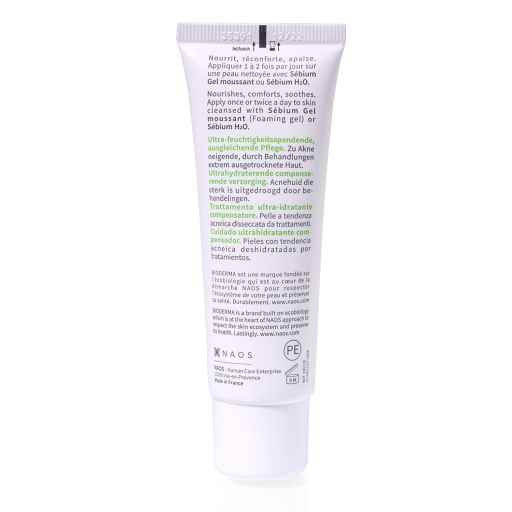 lot/batch
Nourrit, réconforte, apaise.
Appliquer 1 à 2 fois par jour sur
une peau nettoyée avec Sébium
Gel moussant ou Sébium H2O.
Nourishes, comforts, soothes.
Apply once or twice a day to skin
cleansed with Sébium Gel
moussant (Foaming gel) or
Sébium H2O.
Ultra-feuchtigkeitsspendende,
ausgleichende Pflege. Zu Akne
neigende, durch Behandlungen
extrem ausgetrocknete Haut.
Ultrahydraterende compense-
rende verzorging. Acnehuid die
sterk is uitgedroogd door be-
handelingen.
Trattamento ultra-idratante
compensatore. Pelle a tendenza
acneica disseccata da trattamenti.
Cuidado ultrahidratante com-
pensador. Pieles con tendencia
acneica deshidratadas por
tratamientos.
BIODERMA est une marque fondée sur
l'écobiologie qui est au cœur de la
démarche NAOS pour respecter
l'écosystème de votre peau et préserver
sa santé. Durablement. www.naos.com
BIODERMA is a brand built on ecobiology
which is at the heart of NAOS approach to
respect the skin ecosystem and preserve
its health. Lastingly. www.naos.com
NAOS
PE
NAOS - Human Care Enterprise
13290 Aix-en-Provence
Made in France